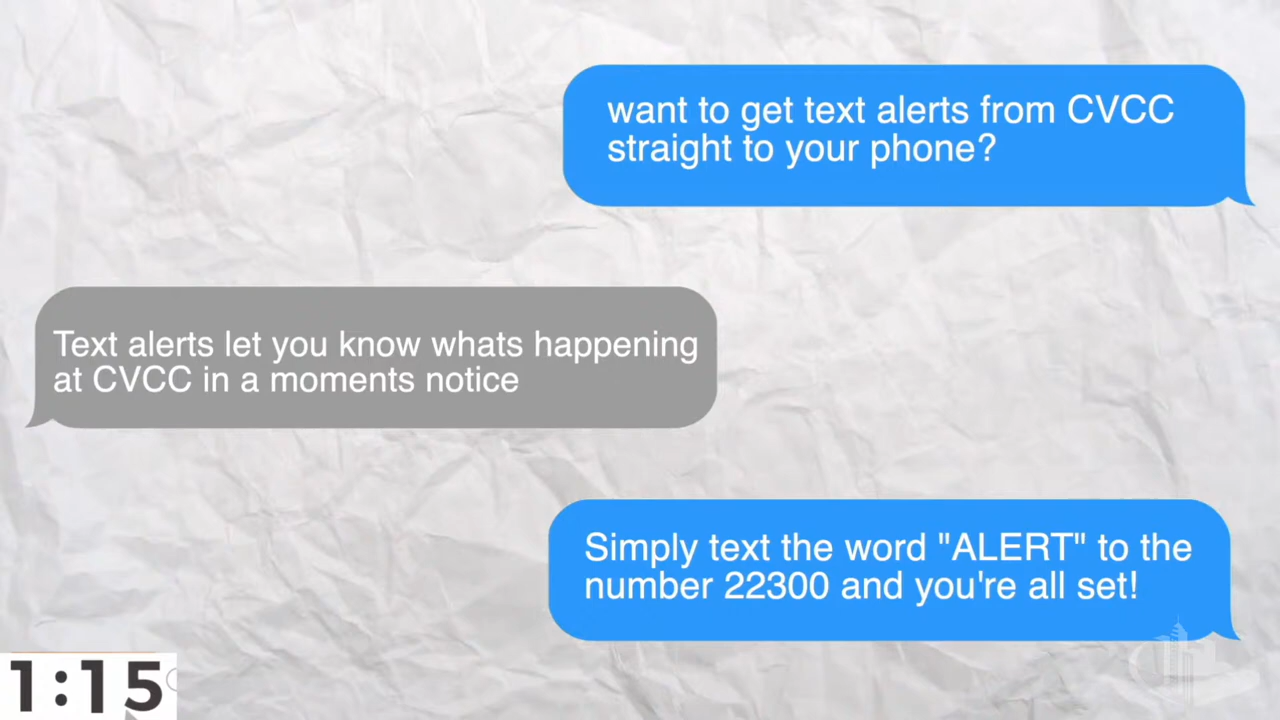 want to get text alerts from CVCC
straight to your phone?
Text alerts let you know whats happening
at CVCC in a moments notice
Simply text the word "ALERT" to the
number 22300 and you're all set!
1:15